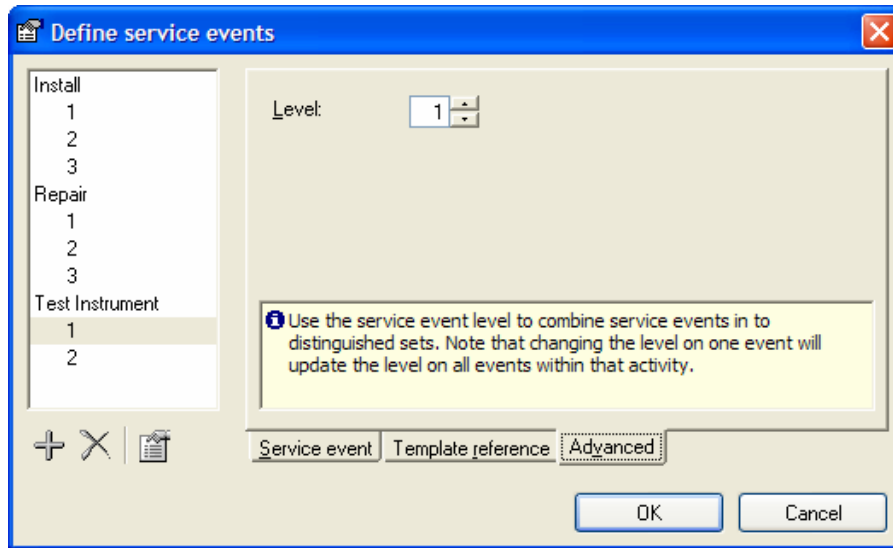 Define service events
Install
1
2
3
Repair
1
2
3
Test Instrument
1
2
Level:
1
Use the service event level to combine service events in to
distinguished sets. Note that changing the level on one event will
update the level on all events within that activity.
Service event
Template reference
Advanced
OK
Cancel